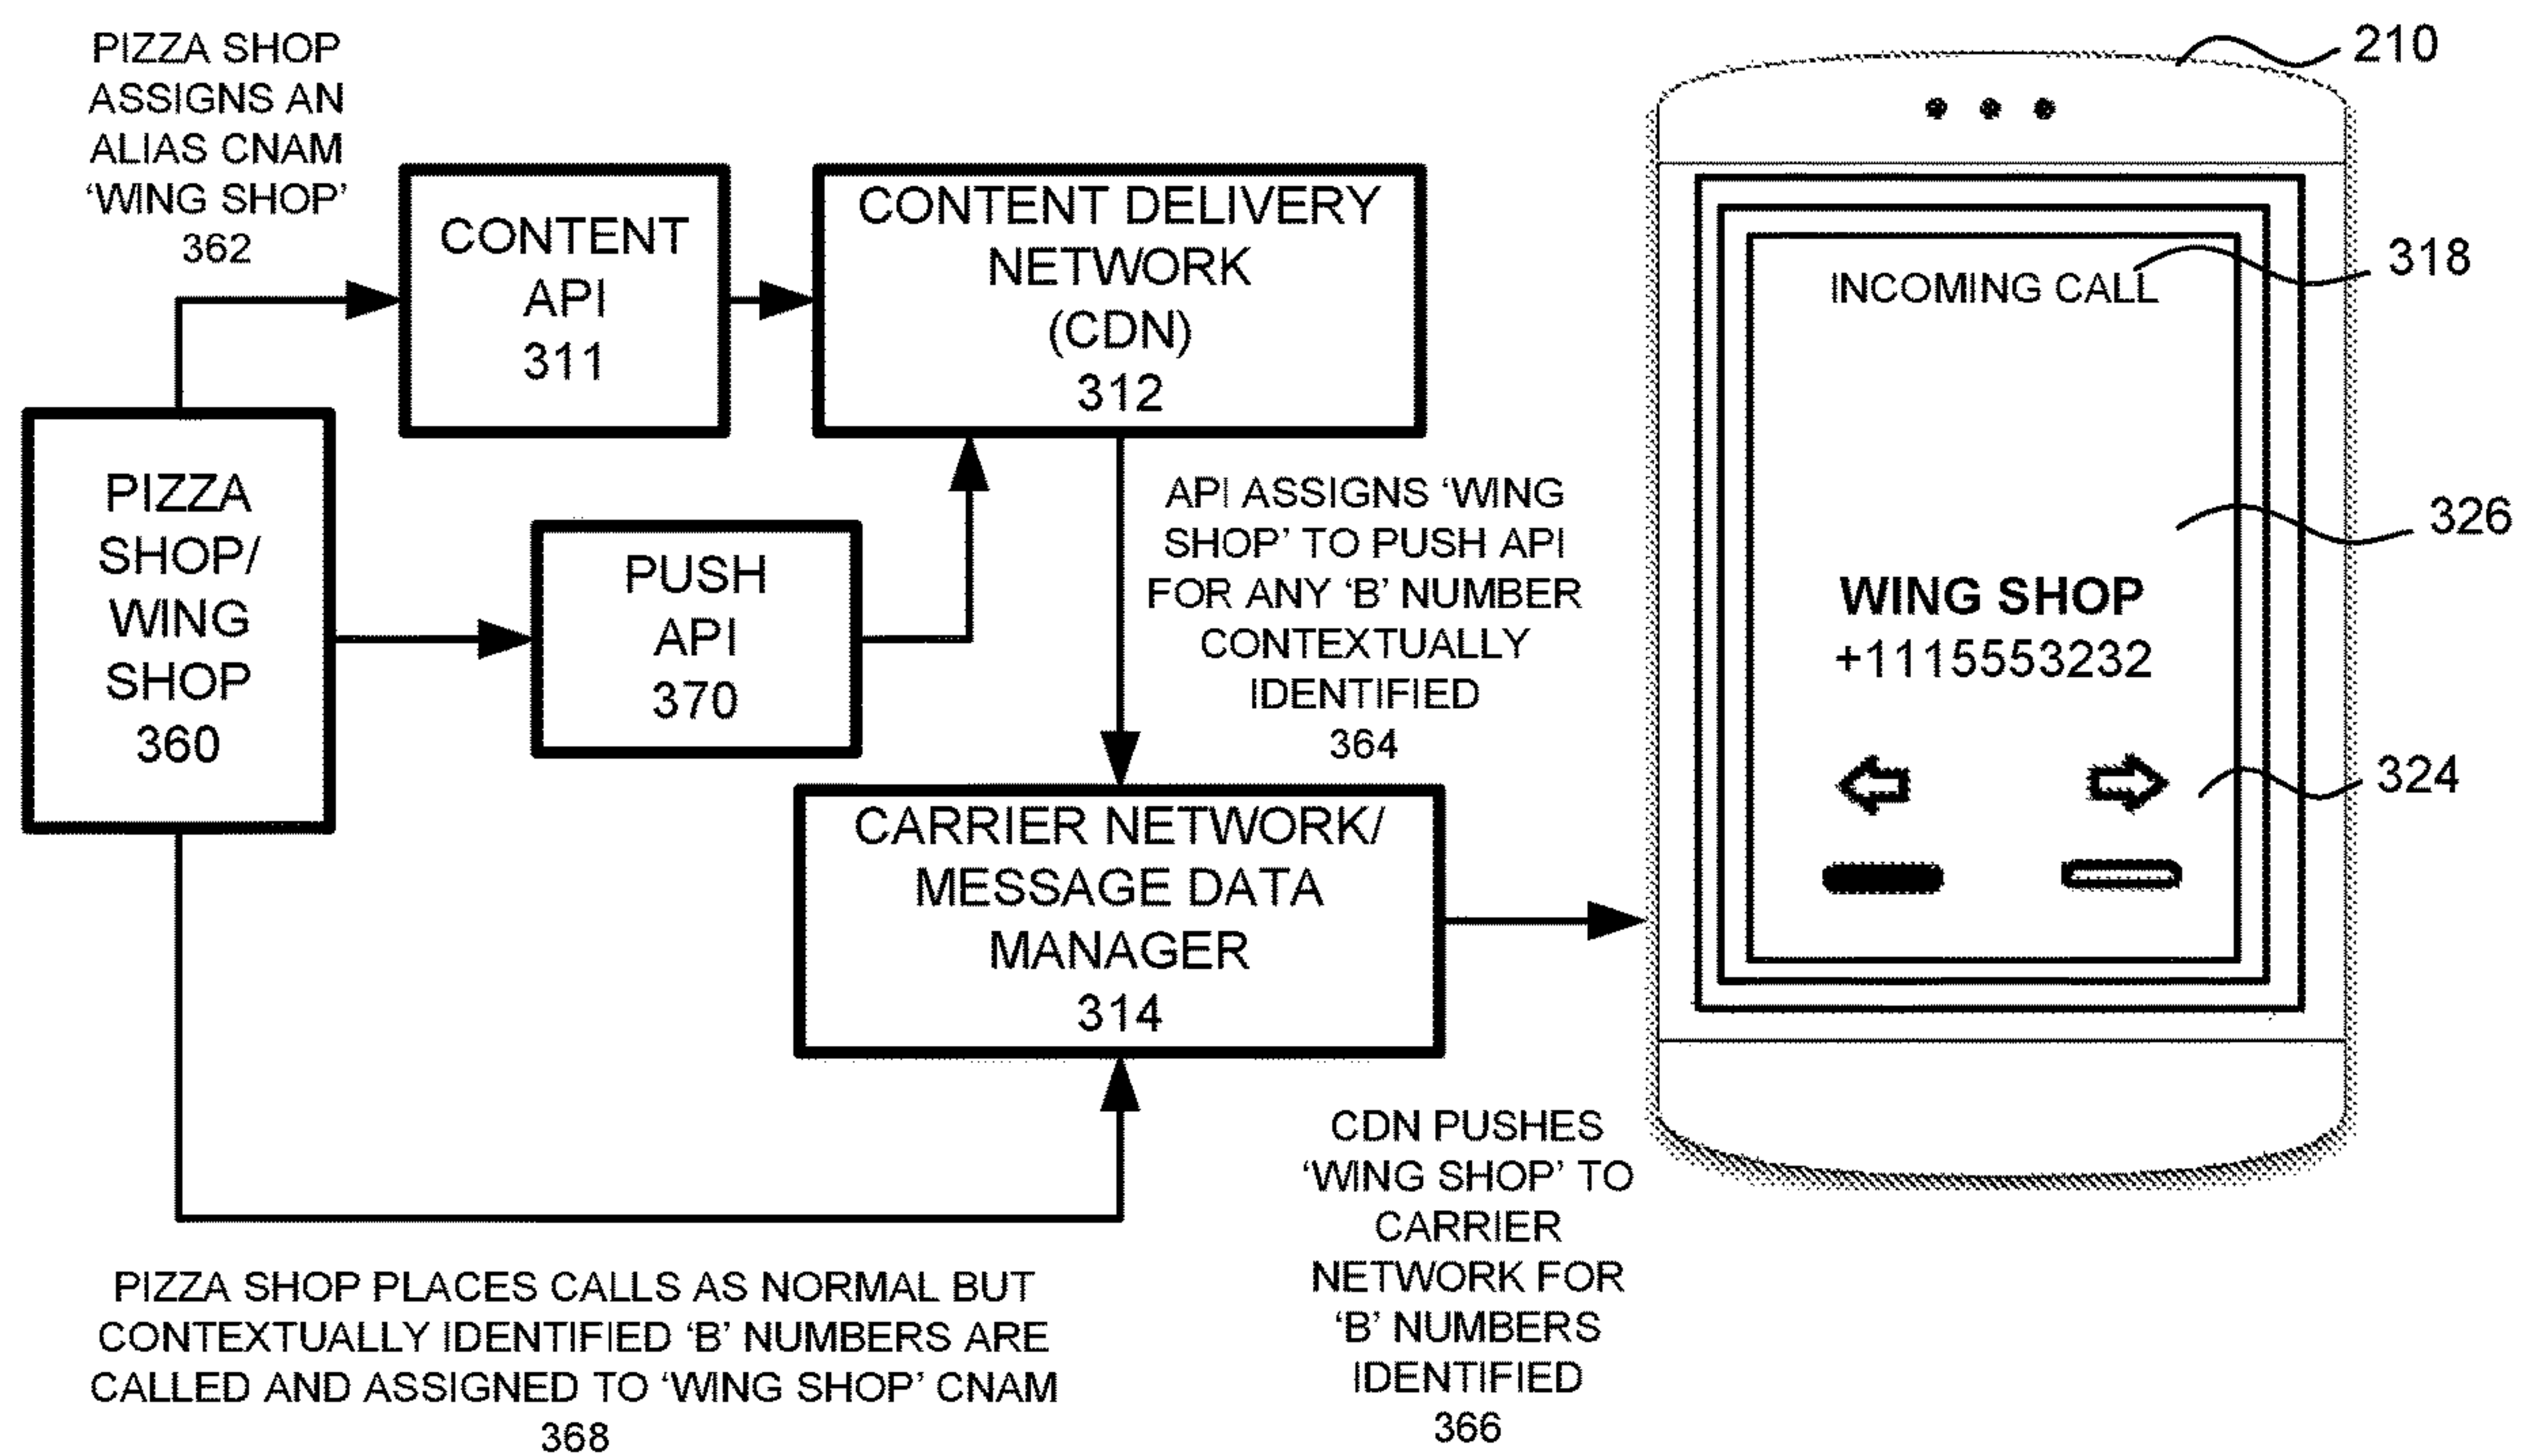 PIZZA SHOP
ASSIGNS AN
ALIAS CNAM
‘WING SHOP’
362
CONTENT
API
311
CONTENT DELIVERY
NETWORK
(CDN)
312
PIZZA
SHOP/
WING
SHOP
360
PUSH
API
370
API ASSIGNS ‘WING
SHOP’ TO PUSH API
FOR ANY ‘B’ NUMBER
CONTEXTUALLY
IDENTIFIED
364
CARRIER NETWORK/
MESSAGE DATA
MANAGER
314
PIZZA SHOP PLACES CALLS AS NORMAL BUT
CONTEXTUALLY IDENTIFIED ‘B’ NUMBERS ARE
CALLED AND ASSIGNED TO ‘WING SHOP’ CNAM
368
CDN PUSHES
‘WING SHOP’ TO
CARRIER
NETWORK FOR
‘B’ NUMBERS
IDENTIFIED
366
210
INCOMING CALL
318
326
WING SHOP
+1115553232
324